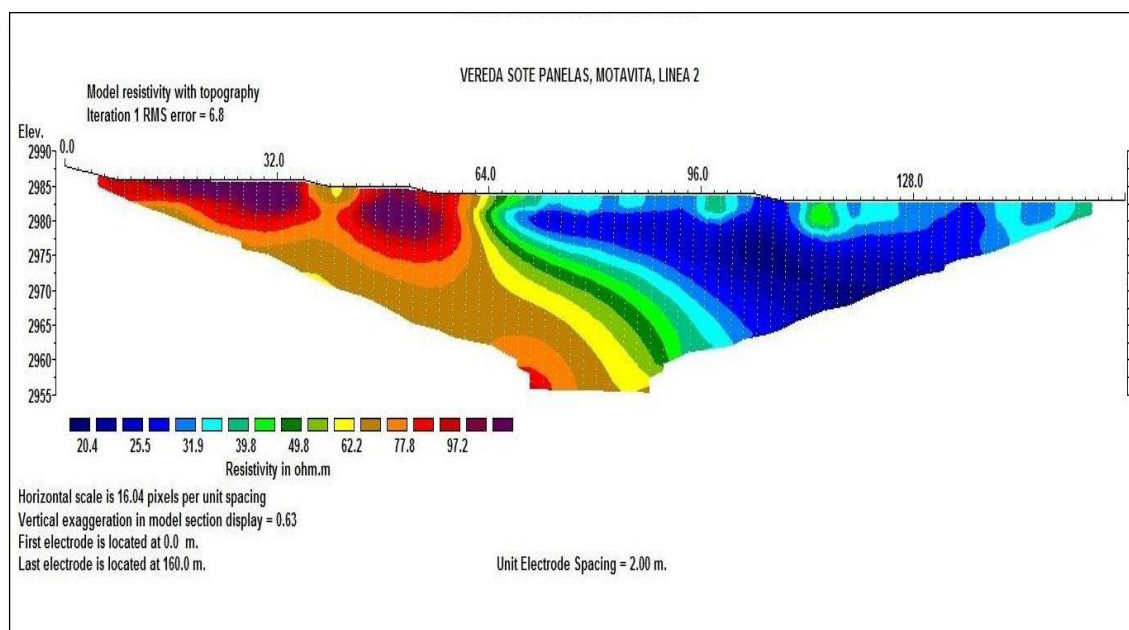 VEREDA SOTE PANELAS, MOTAVITA, LINEA 2
Model resistivity with topography
Iteration 1 RMS error = 6.8
Elev.
0.0 32.0 64.0 96.0 128.0
2990
2985
2980
2975
2970
2965
2960
2955
20.4 25.5 31.9 39.8 49.8 62.2 77.8 97.2
Resistivity in ohm.m
Horizontal scale is 16.04 pixels per unit spacing
Vertical exaggeration in model section display = 0.63
First electrode is located at 0.0 m.
Last electrode is located at 160.0 m.
Unit Electrode Spacing = 2.00 m.